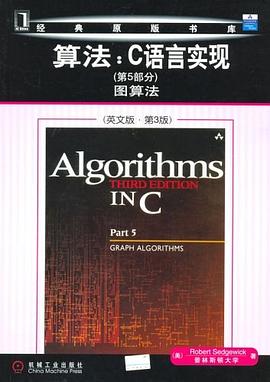 经典原版书库
算法：C语言实现
（第5部分）
图算法
（英文版·第3版）
Algorithms
THIRD EDITION
IN C
Part 5
GRAPH ALGORITHMS
（美） Robert Sedgewick 著
普林斯顿大学
机械工业出版社
China Machine Press